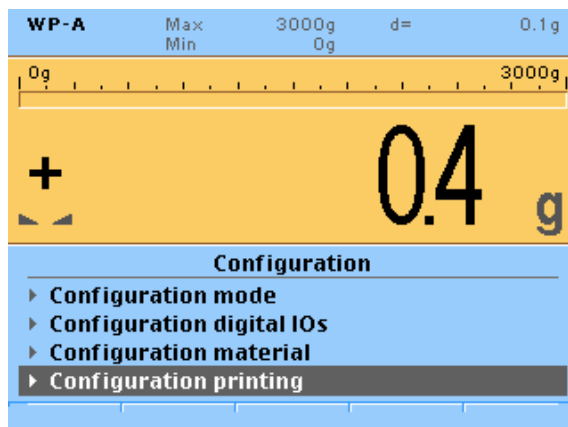 WP-A Max 3000g d= 0.1g
Min 0g
0g 3000g
+ 0.4 g
Configuration
Configuration mode
Configuration digital IOs
Configuration material
Configuration printing